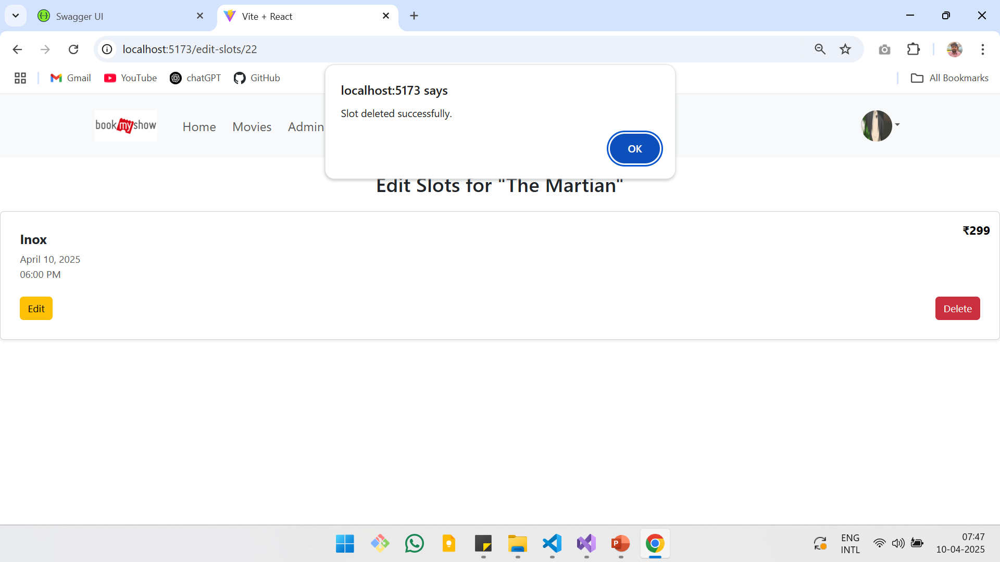 Swagger UI
Vite + React
localhost:5173/edit-slots/22
Gmail
YouTube
chatGPT
GitHub
All Bookmarks
localhost:5173 says
Slot deleted successfully.
OK
bookmyshow
Home
Movies
Admin
Edit Slots for "The Martian"
Inox
₹299
April 10, 2025
06:00 PM
Edit
Delete
P
ENG
INTL
07:47
10-04-2025